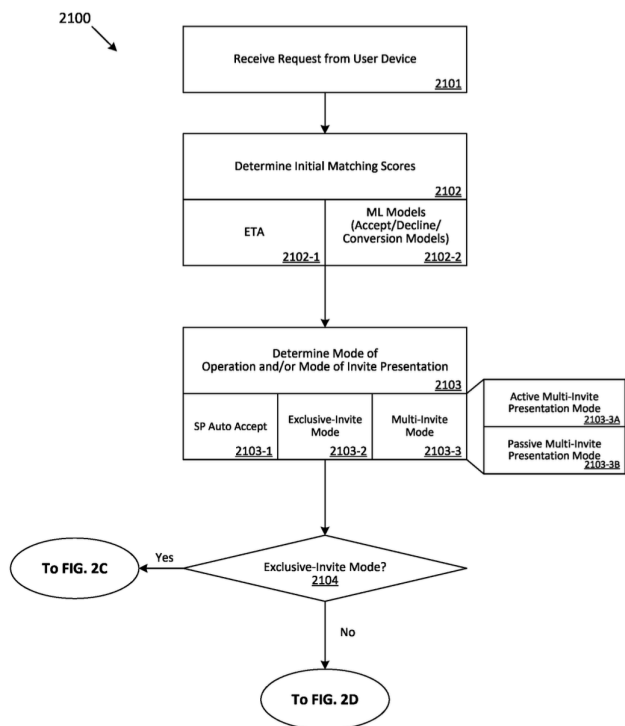 2100
Receive Request from User Device
2101
Determine Initial Matching Scores
2102
ETA
2102-1
ML Models
(Accept/Decline/
Conversion Models)
2102-2
Determine Mode of
Operation and/or Mode of Invite Presentation
2103
SP Auto Accept
2103-1
Exclusive-Invite
Mode
2103-2
Multi-Invite
Mode
2103-3
Active Multi-Invite
Presentation Mode
2103-3A
Passive Multi-Invite
Presentation Mode
2103-3B
Exclusive-Invite Mode?
2104
Yes
To FIG. 2C
No
To FIG. 2D